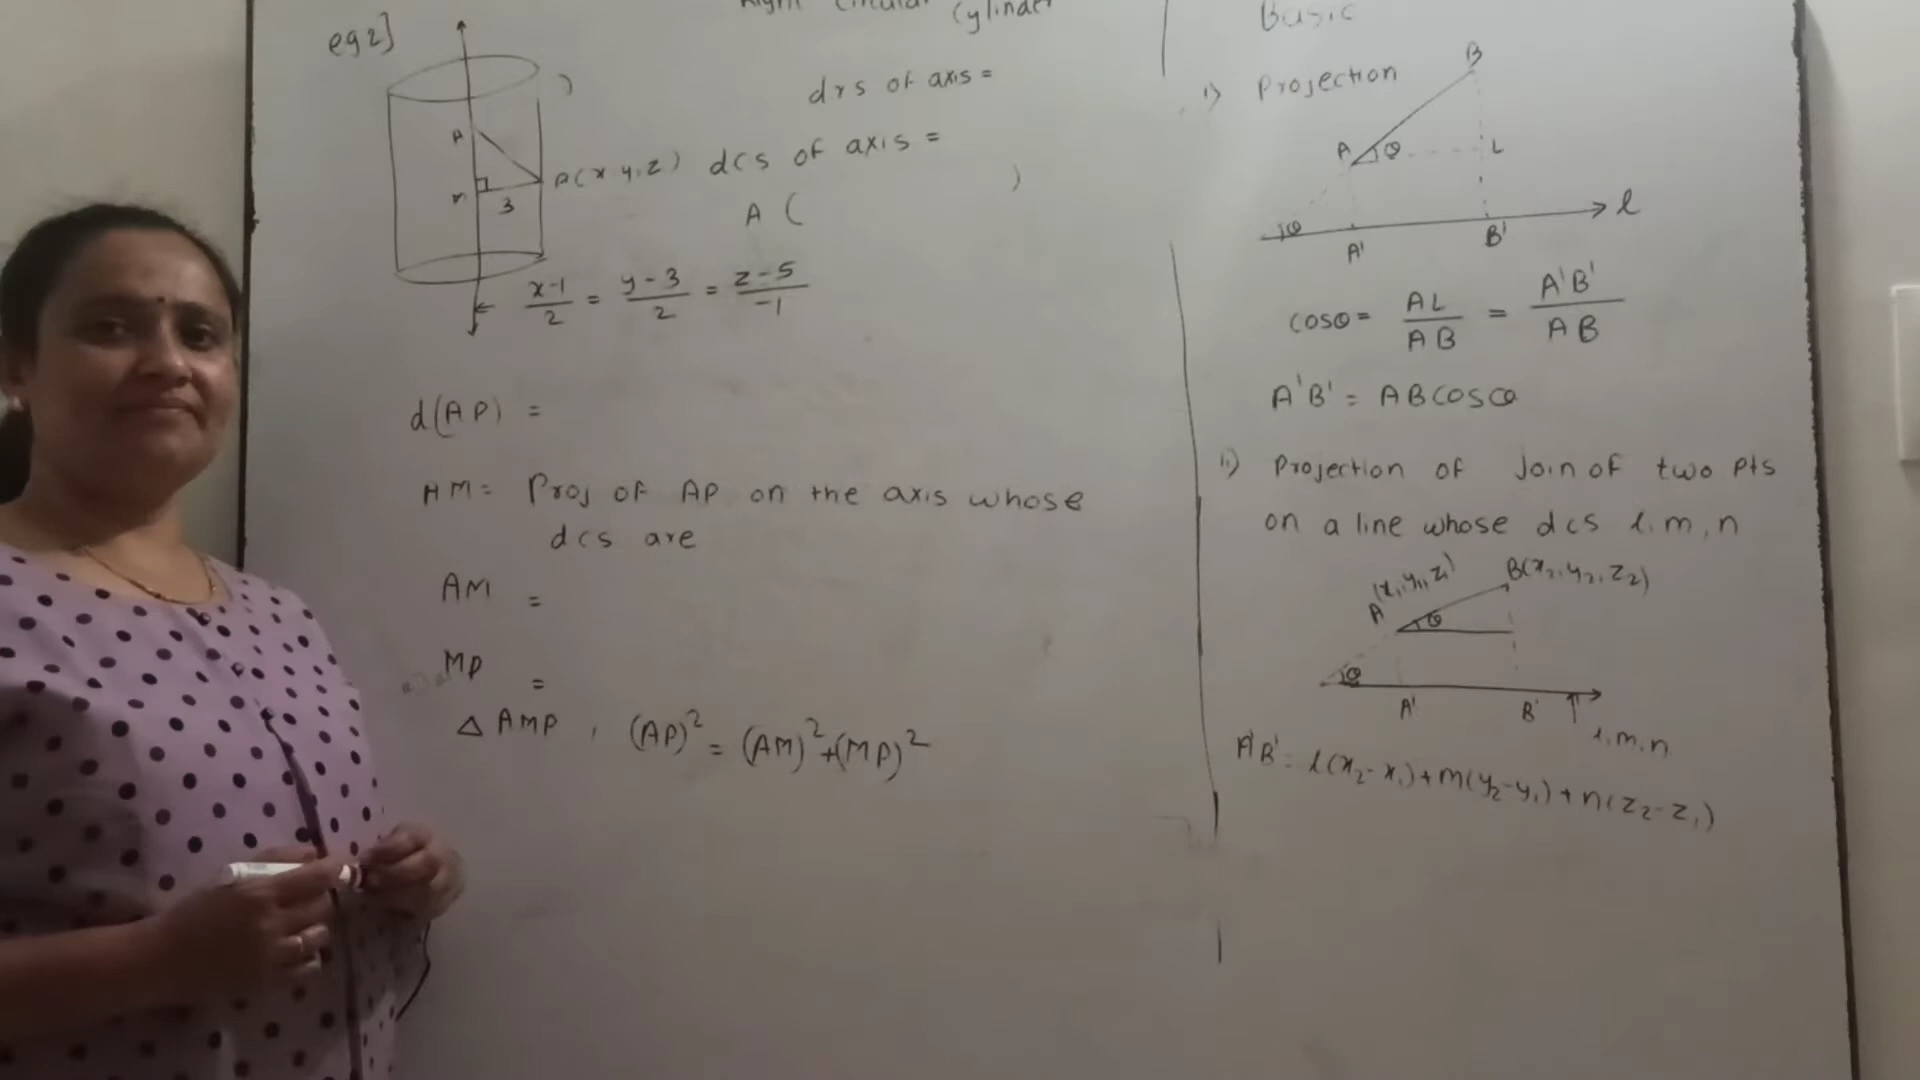 Right Circular Cylinder
eg 2]
drs of axis =
A
P(x y, z) dcs of axis =
M
3
A ( )
x-1/2 = y-3/2 = z-5/-1
d(AP) =
AM = Proj of AP on the axis whose
dcs are
AM =
MP =
△ AMP , (AP)² = (AM)² + (MP)²
Basic
i) Projection
B
A θ L
θ A' B' l
cosθ = AL/AB = A'B'/AB
A'B' = AB cosθ
ii) Projection of Join of two pts
on a line whose dcs l, m, n
A (x₁, y₁, z₁) B(x₂, y₂, z₂)
θ
θ
A' B'
l, m, n
A'B' = l(x₂-x₁) + m(y₂-y₁) + n(z₂-z₁)